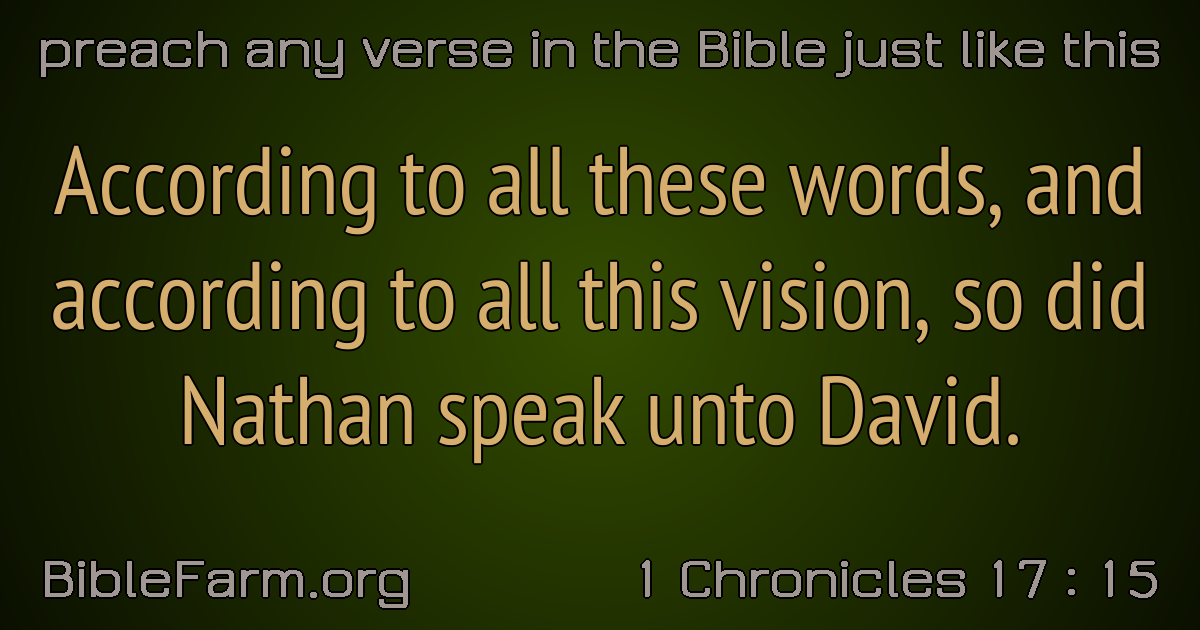 preach any verse in the Bible just like this
According to all these words, and
according to all this vision, so did
Nathan speak unto David.
BibleFarm.org
1 Chronicles 17 : 15